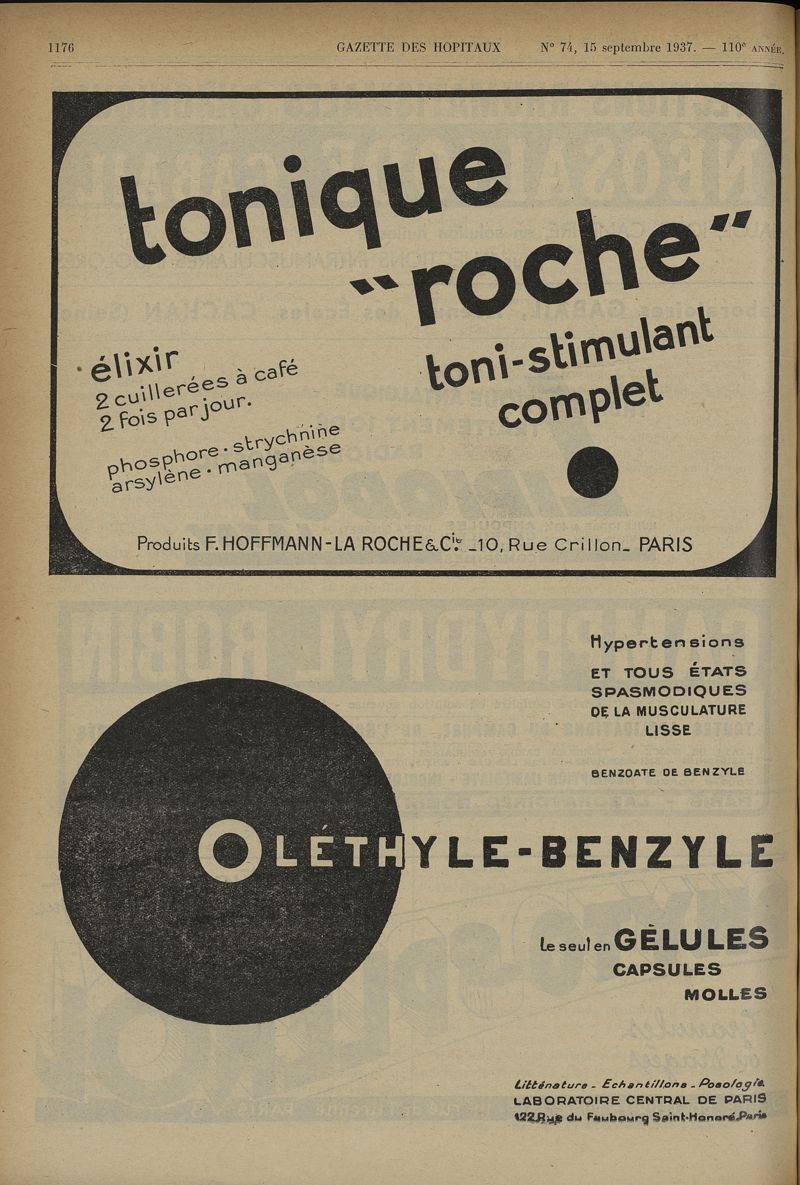 1176 GAZETTE DES HOPITAUX N° 74, 15 septembre 1937. — 110e ANNÉE.
tonique
"roche"
toni-stimulant
complet
élixir
2 cuillerées à café
2 fois par jour.
phosphore · strychnine
arsylène · manganèse
Produits F. HOFFMANN-LA ROCHE & Cie. _10, Rue Crillon_ PARIS
Hypertensions
ET TOUS ÉTATS
SPASMODIQUES
DE LA MUSCULATURE
LISSE
BENZOATE DE BENZYLE
OLÉTHYLE-BENZYLE
Le seul en GÉLULES
CAPSULES
MOLLES
Littérature _ Echantillons _ Posologie
LABORATOIRE CENTRAL DE PARIS
122 Rue du Faubourg Saint-Honoré, Paris